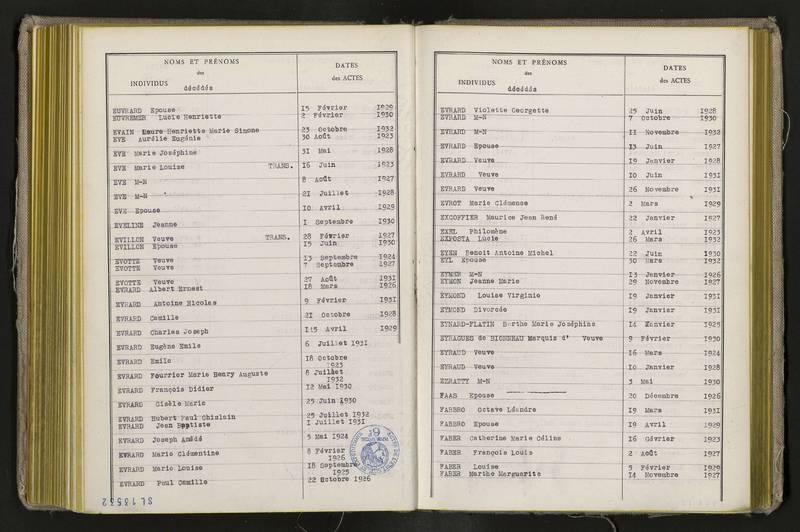 NOMS ET PRÉNOMS
des
INDIVIDUS
décédés
DATES
des ACTES
EUVRARD Epouse 15 Février 1929
EUVREMER Lucie Henriette 2 Février 1930
EVAIN Laure Henriette Marie Simone 23 Octobre 1932
EVE Aurélie Eugénie 30 Août 1923
EVE Marie Joséphine 31 Mai 1928
EVE Marie Louise TRANS. 16 Juin 1923
EVE M-N 8 Août 1927
EVE M-N 21 Juillet 1928
EVE Epouse 10 Avril 1929
EVELINE Jeanne 1 Septembre 1930
EVILLON Veuve TRANS. 28 Février 1927
EVILLON Epouse 15 Juin 1930
EVOTTE Veuve 13 Septembre 1924
EVOTTE Veuve 7 Septembre 1927
EVOTTE Veuve 27 Août 1931
EVRARD Albert Ernest 18 Mars 1926
EVRARD Antoine Nicolas 9 Février 1931
EVRARD Camille 21 Octobre 1928
EVRARD Charles Joseph 115 Avril 1929
EVRARD Eugène Emile 6 Juillet 1931
EVRARD Emile 18 Octobre
1923
EVRARD Fourrier Marie Henry Auguste 8 Juillet
1932
EVRARD François Didier 12 Mai 1930
EVRARD Gisèle Marie 25 Juin 1930
EVRARD Hubert Paul Ghislain 25 Juillet 1932
EVRARD Jean Baptiste 1 Juillet 1931
EVRARD Joseph Amédé 5 Mai 1924
EVRARD Marie Clémentine 8 Février
1926
EVRARD Marie Louise 18 Septembre
1925
EVRARD Paul Camille 22 Octobre 1926
SL 13532
NOMS ET PRÉNOMS
des
INDIVIDUS
décédés
DATES
des ACTES
EVRARD Violette Georgette 25 Juin 1928
EVRARD M-N 7 Octobre 1930
EVRARD M-N 11 Novembre 1932
EVRARD Epouse 13 Juin 1927
EVRARD Veuve 19 Janvier 1928
EVRARD Veuve 10 Juin 1931
EVRARD Veuve 26 Novembre 1931
EVROT Marie Clémense 2 Mars 1929
EXCOFFIER Maurice Jean René 22 Janvier 1927
EXEL Philomène 2 Avril 1923
EXPOSTA Lucie 26 Mars 1932
EYEN Benoit Antoine Michel 22 Juin 1930
EYL Epouse 30 Mars 1932
EYMER M-N 13 Janvier 1926
EYMON Jeanne Marie 29 Novembre 1927
EYMOND Louise Virginie 19 Janvier 1931
EYMOND Divorcée 19 Janvier 1931
EYNARD-FLATIN Berthe Marie Joséphine 14 Janvier 1925
EYRAGUES de BIONNEAU Marquis d' Veuve 9 Février 1930
EYRAUD Veuve 16 Mars 1924
EYRAUD Veuve 10 Janvier 1928
EZERATTY M-N 3 Mai 1930
FAAS Epouse 20 Décembre 1926
FABBRO Octave Léandre 19 Mars 1931
FABBRO Epouse 19 Avril 1929
FABER Catherine Marie Céline 16 Février 1923
FABER François Louis 2 Août 1927
FABER Louise 5 Février 1929
FABER Marthe Marguerite 14 Novembre 1927